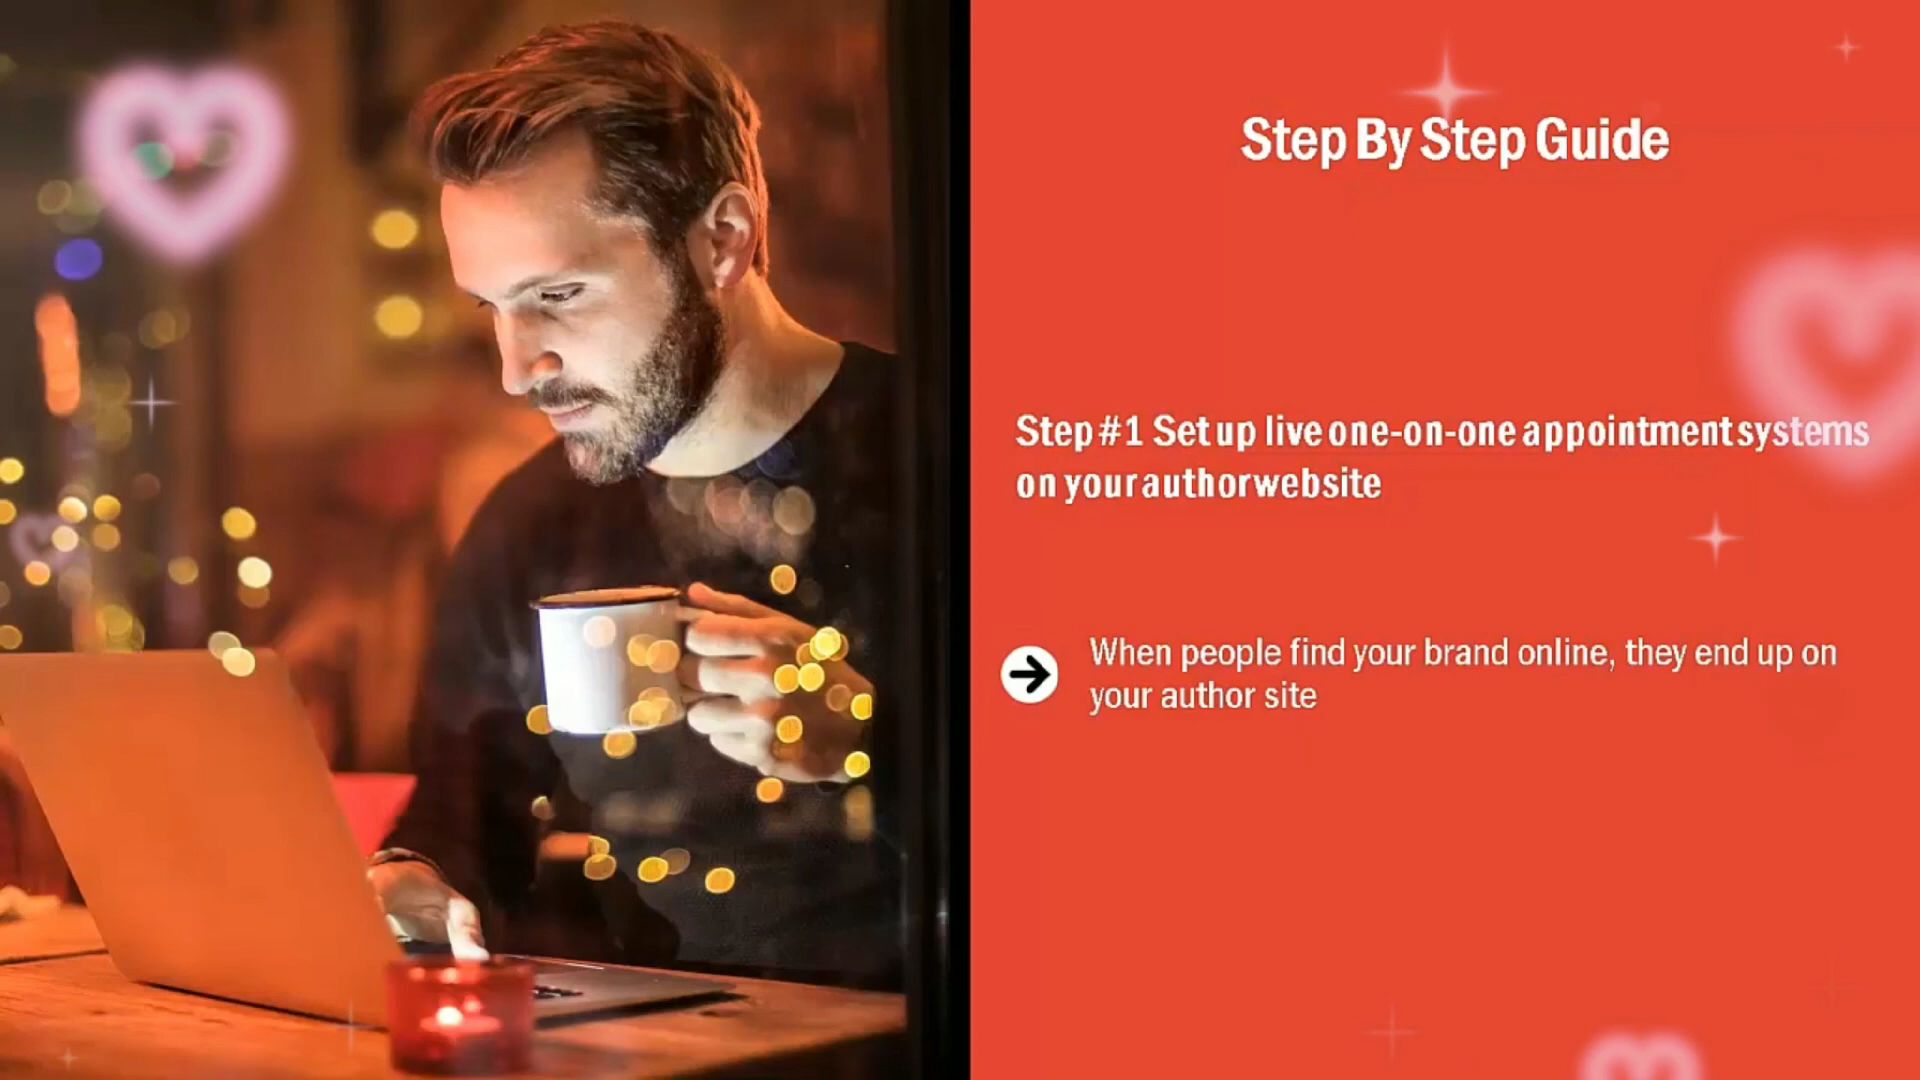 Step By Step Guide
Step #1 Set up live one-on-one appointment systems
on your author website
When people find your brand online, they end up on
your author site